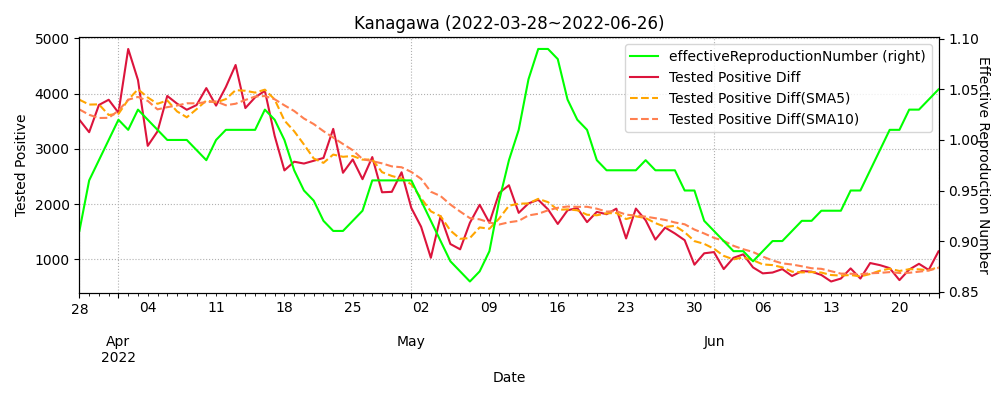 Kanagawa (2022-03-28~2022-06-26)
effectiveReproductionNumber (right)
Tested Positive Diff
Tested Positive Diff(SMA5)
Tested Positive Diff(SMA10)
Tested Positive
5000
4000
3000
2000
1000
1.10
1.05
1.00
0.95
0.90
0.85
Effective Reproduction Number
28 04 11 18 25 02 09 16 23 30 06 13 20
Apr May Jun
2022
Date